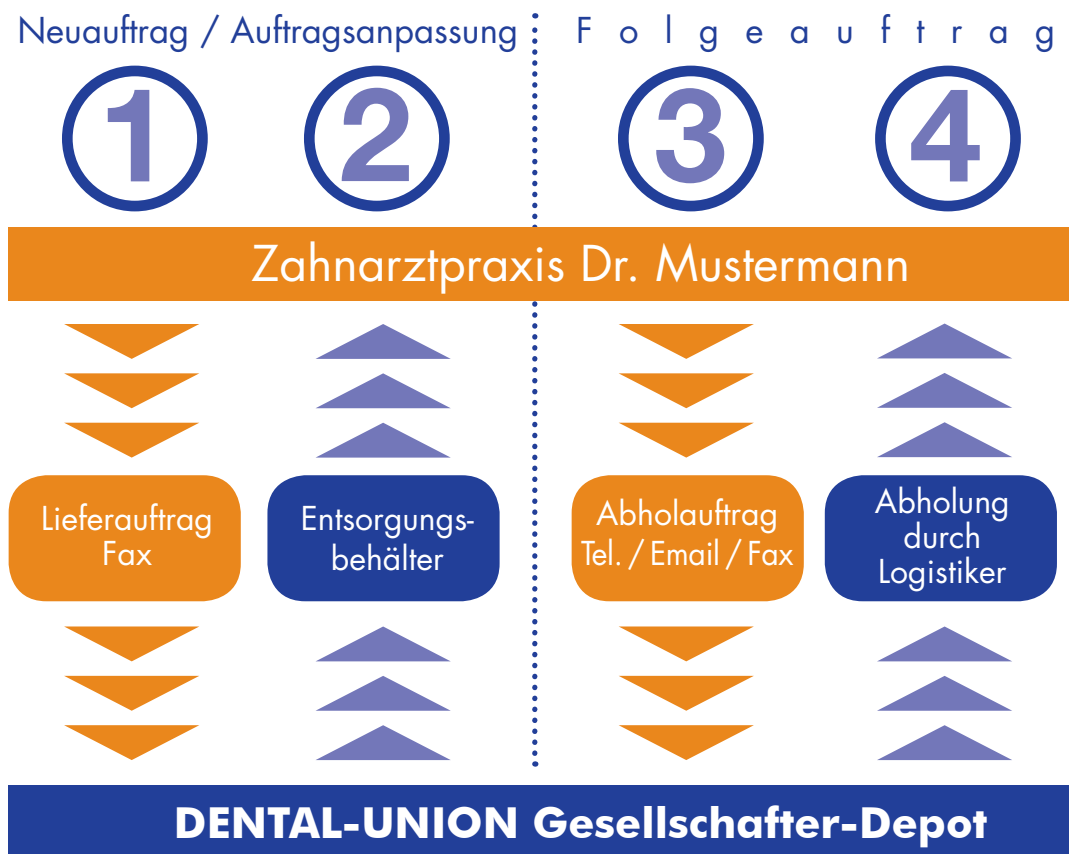 Neuauftrag / Auftragsanpassung
Folgeauftrag
1
2
3
4
Zahnarztpraxis Dr. Mustermann
Lieferauftrag
Fax
Entsorgungs-
behälter
Abholauftrag
Tel. / Email / Fax
Abholung
durch
Logistiker
DENTAL-UNION Gesellschafter-Depot